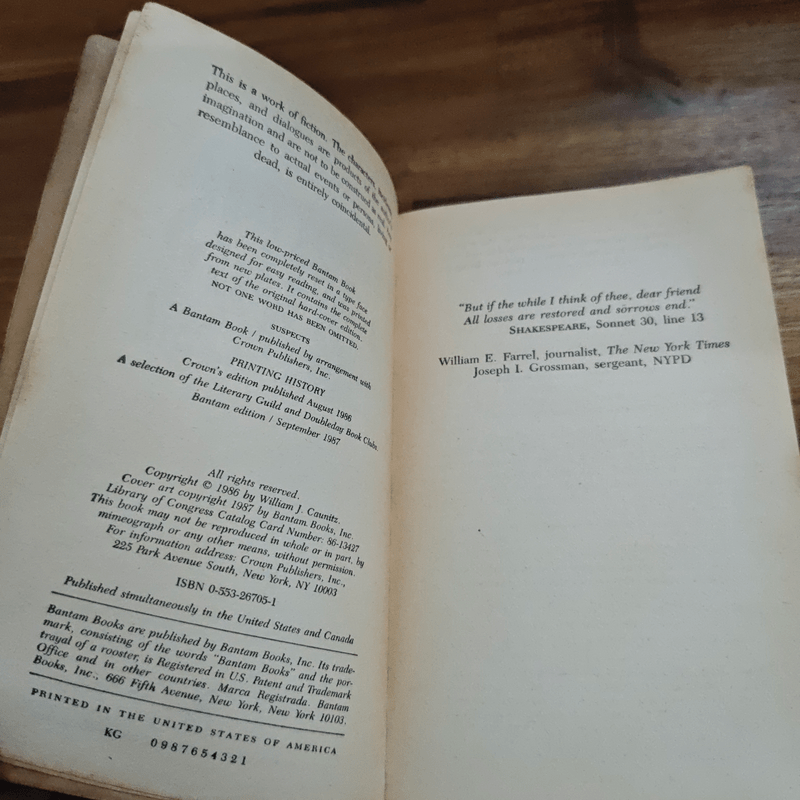 This is a work of fiction. The characters,
places, and dialogues are products of the
imagination and are not to be construed as
resemblance to actual events or persons, living or
dead, is entirely coincidental.
This low-priced Bantam Book
has been completely reset in a type face
designed for easy reading, and was printed
from new plates. It contains the complete
text of the original hard-cover edition.
NOT ONE WORD HAS BEEN OMITTED.
SUSPECTS
A Bantam Book / published by arrangement with
Crown Publishers, Inc.
PRINTING HISTORY
Crown's edition published August 1986
A selection of the Literary Guild and Doubleday Book Clubs.
Bantam edition / September 1987
All rights reserved.
Copyright © 1986 by William J. Caunitz.
Cover art copyright 1987 by Bantam Books, Inc.
Library of Congress Catalog Card Number: 86-13427
This book may not be reproduced in whole or in part, by
mimeograph or any other means, without permission.
For information address: Crown Publishers, Inc.,
225 Park Avenue South, New York, NY 10003
ISBN 0-553-26705-1
Published simultaneously in the United States and Canada
Bantam Books are published by Bantam Books, Inc. Its trade-
mark, consisting of the words "Bantam Books" and the por-
trayal of a rooster, is Registered in U.S. Patent and Trademark
Office and in other countries. Marca Registrada. Bantam
Books, Inc., 666 Fifth Avenue, New York, New York 10103.
PRINTED IN THE UNITED STATES OF AMERICA
KG 0987654321
"But if the while I think of thee, dear friend
All losses are restored and sorrows end."
SHAKESPEARE, Sonnet 30, line 13
William E. Farrel, journalist, The New York Times
Joseph I. Grossman, sergeant, NYPD